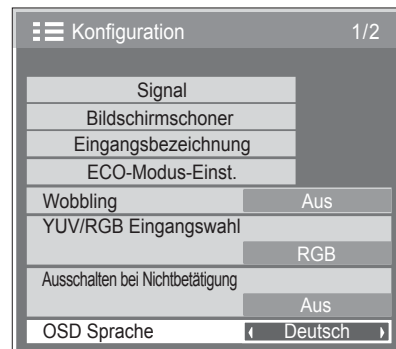 Konfiguration 1/2
Signal
Bildschirmschoner
Eingangsbezeichnung
ECO-Modus-Einst.
Wobbling Aus
YUV/RGB Eingangswahl
RGB
Ausschalten bei Nichtbetätigung
Aus
OSD Sprache Deutsch